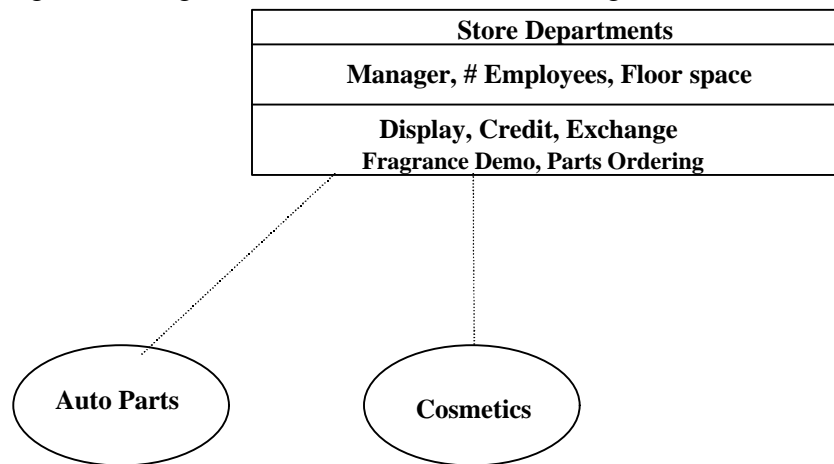 Store Departments
Manager, # Employees, Floor space
Display, Credit, Exchange
Fragrance Demo, Parts Ordering
Auto Parts
Cosmetics